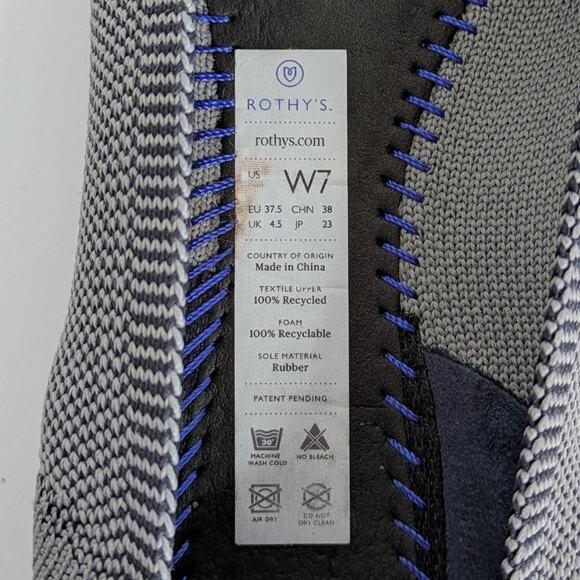 ROTHY'S.
rothys.com
US W7
EU 37.5 CHN 38
UK 4.5 JP 23
COUNTRY OF ORIGIN
Made in China
TEXTILE UPPER
100% Recycled
FOAM
100% Recyclable
SOLE MATERIAL
Rubber
PATENT PENDING
30°
MACHINE WASH COLD
NO BLEACH
AIR DRY
DO NOT DRY CLEAN